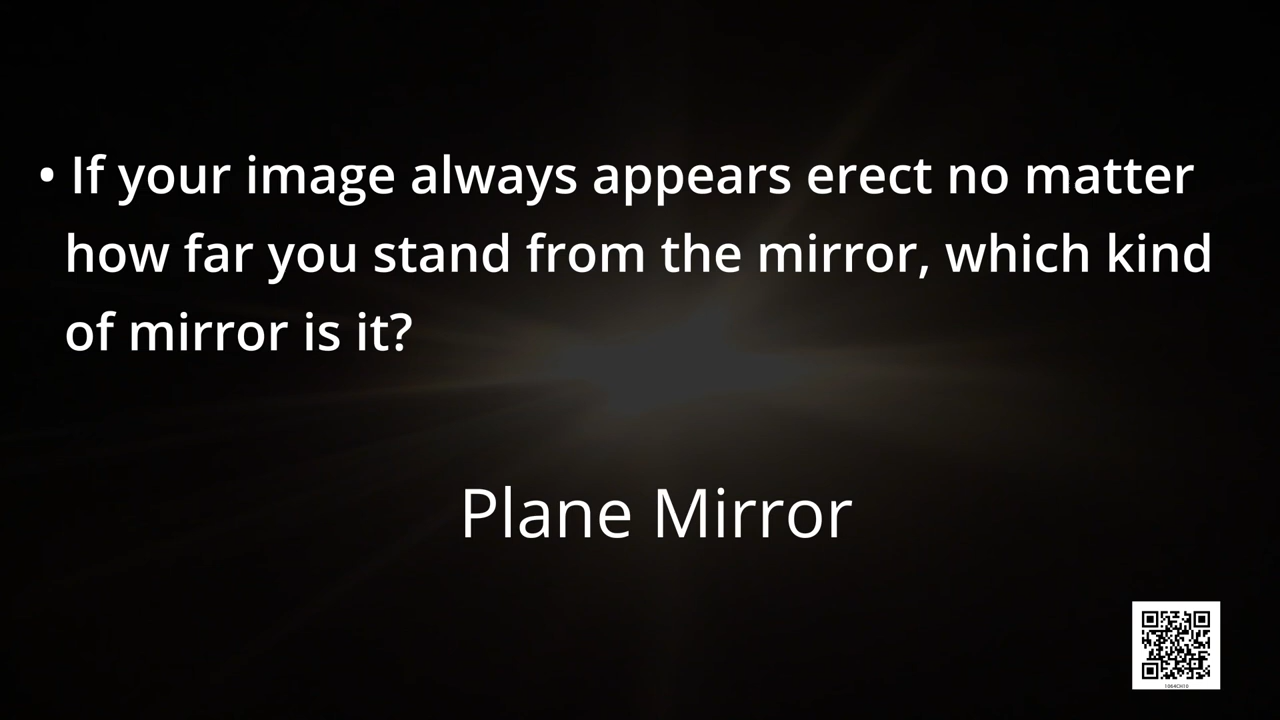 • If your image always appears erect no matter
how far you stand from the mirror, which kind
of mirror is it?
Plane Mirror
1064CH10